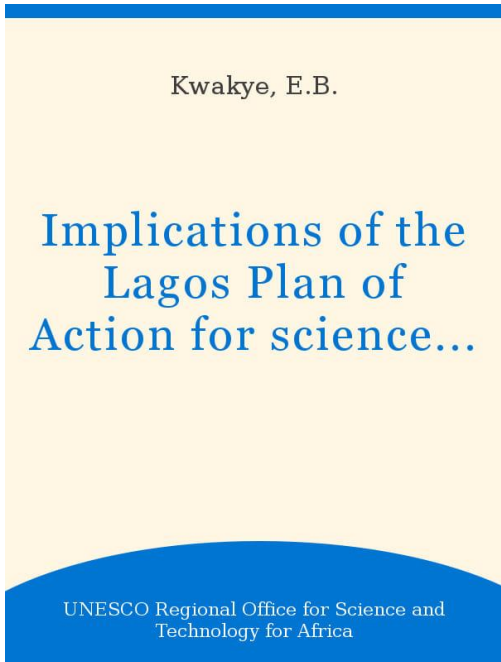 Kwakye, E.B.
Implications of the
Lagos Plan of
Action for science...
UNESCO Regional Office for Science and
Technology for Africa